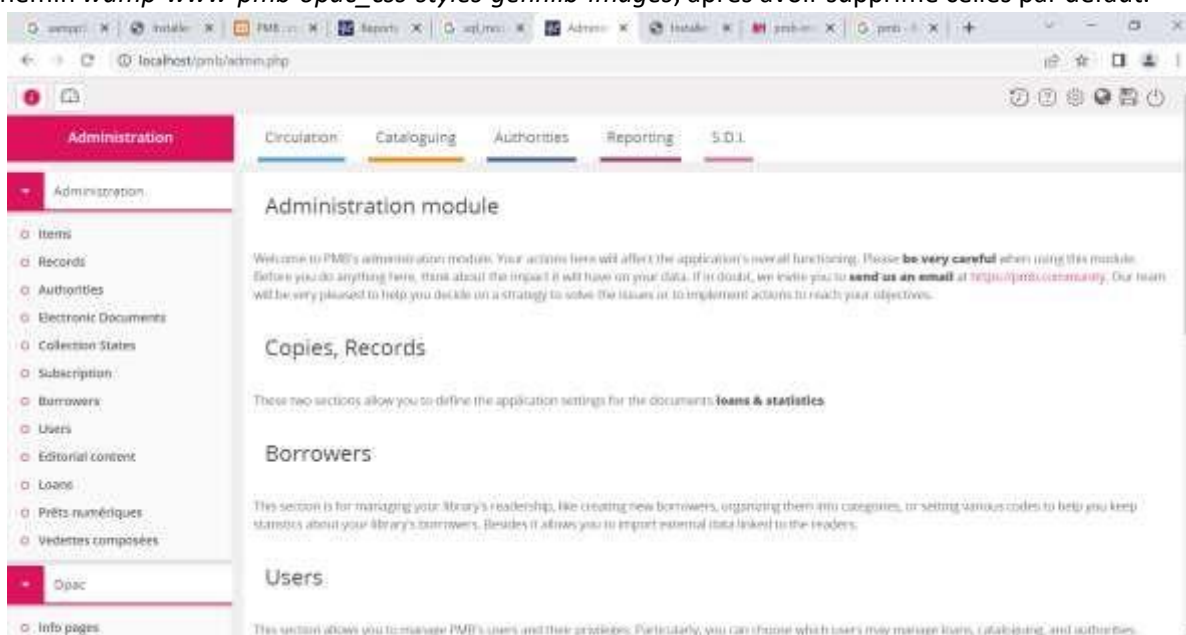 wamp-www-pmb-opac_css-styles-genmb-images, après avoir supprimé celles par défaut.
localhost/pmb/admin.php
Administration
Circulation Cataloguing Authorities Reporting S.D.I.
Administration
Administration module
Items
Records
Authorities
Electronic Documents
Collection States
Subscription
Borrowers
Users
Editorial content
Loans
Prêts numériques
Vedettes composées
Opac
Info pages
Welcome to PMB's administration module. Your actions here will affect the application's overall functioning. Please be very careful when using this module.
Before you do anything here, think about the impact it will have on your data. If in doubt, we invite you to send us an email at https://pmb.community. Our team
will be very pleased to help you decide on a strategy to solve the issues or to implement actions to reach your objectives.
Copies, Records
These two sections allow you to define the application settings for the documents loans & statistics
Borrowers
This section is for managing your library's readership, like creating new borrowers, organizing them into categories, or setting various codes to help you keep
statistics about your library's borrowers. Besides it allows you to import external data linked to the readers.
Users
This section allows you to manage PMB's users and their privileges. Particularly, you can choose which users may manage loans, cataloguing, and authorities.